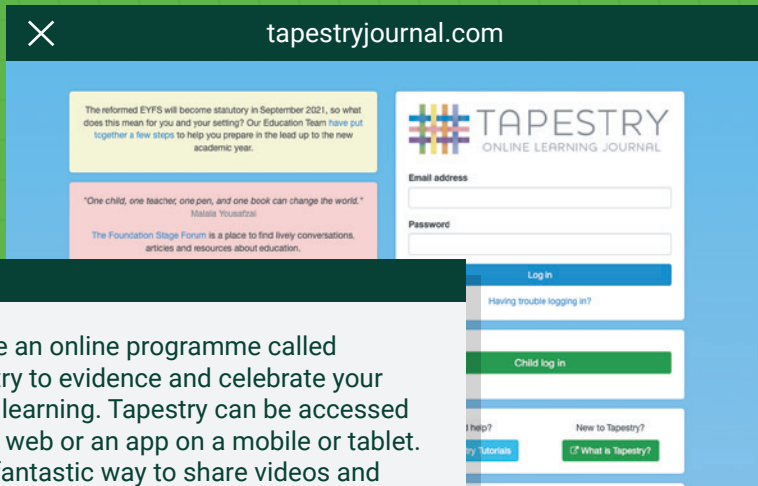 tapestryjournal.com
The reformed EYFS will become statutory in September 2021, so what
does this mean for you and your setting? Our Education Team have put
together a few steps to help you prepare in the lead up to the new
academic year.
"One child, one teacher, one pen, and one book can change the world."
Malala Yousafzai
The Foundation Stage Forum is a place to find lively conversations,
articles and resources about education.
TAPESTRY
ONLINE LEARNING JOURNAL
Email address
Password
Log in
Having trouble logging in?
Child log in
help?
Tutorials
New to Tapestry?
What is Tapestry?
an online programme called
to evidence and celebrate your
learning. Tapestry can be accessed
web or an app on a mobile or tablet.
fantastic way to share videos and